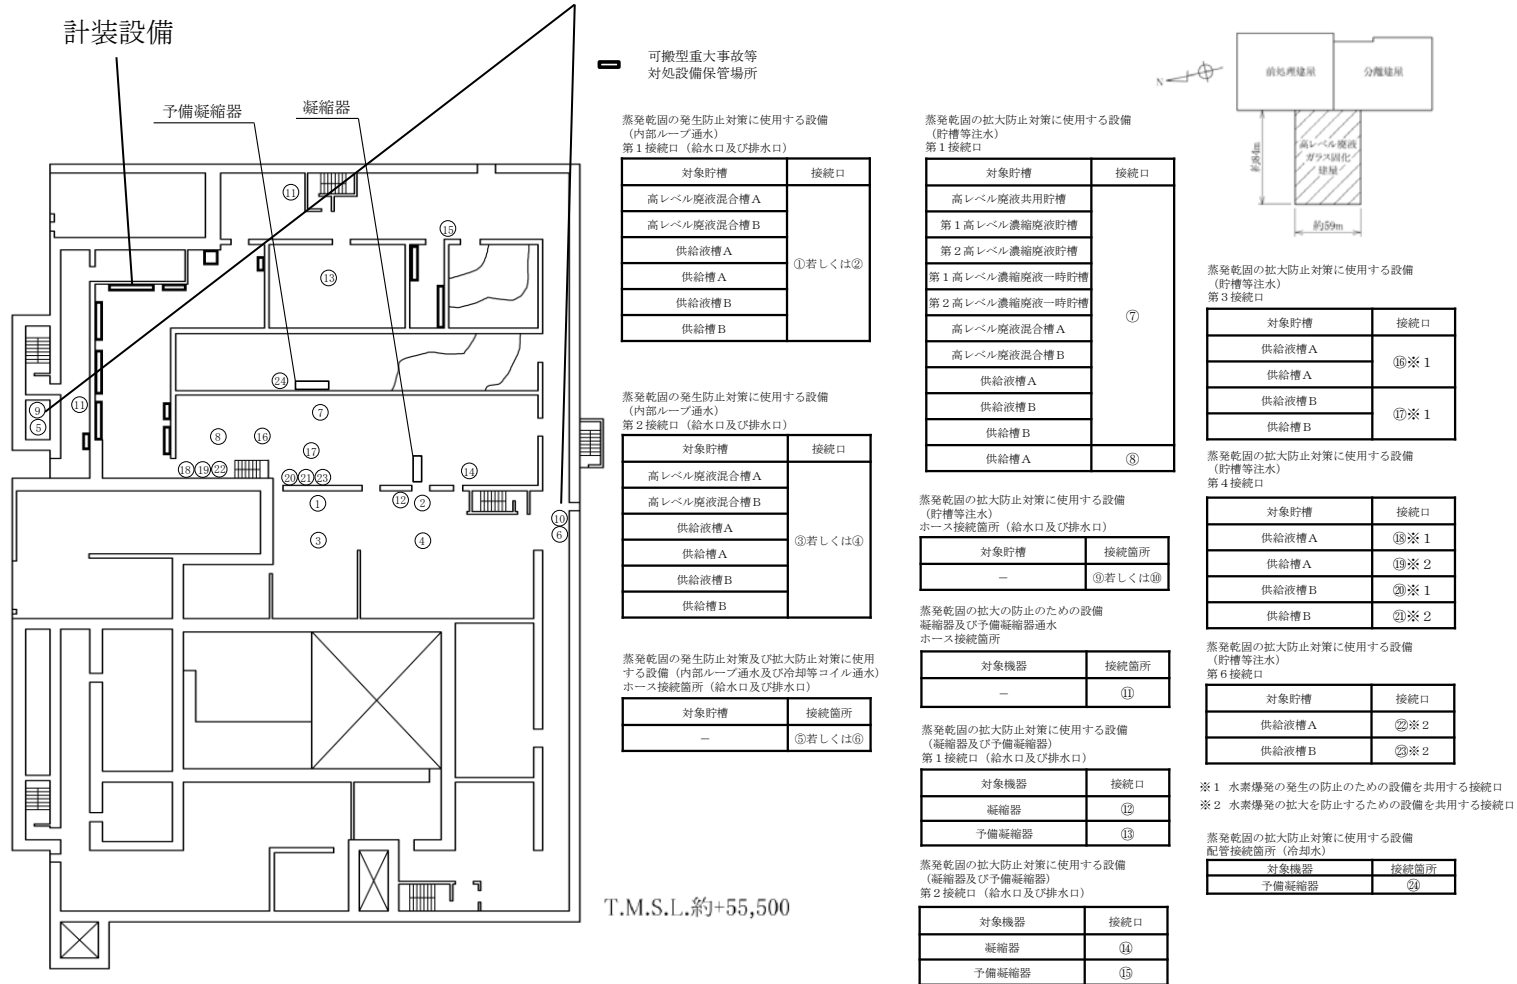 計装設備
予備凝縮器
凝縮器
可搬型重大事故等
対処設備保管場所
⑪
⑮
⑬
㉔
⑨
⑤
⑪
⑦
⑧
⑯
⑰
⑱⑲㉒
⑳㉑㉓
⑭
①
⑫
②
③
④
⑩
⑥
T.M.S.L.約+55,500
蒸発乾固の発生防止対策に使用する設備
（内部ループ通水）
第１接続口（給水口及び排水口）
対象貯槽 接続口
高レベル廃液混合槽Ａ
高レベル廃液混合槽Ｂ
供給液槽Ａ
供給槽Ａ
供給液槽Ｂ
供給槽Ｂ
①若しくは②
蒸発乾固の発生防止対策に使用する設備
（内部ループ通水）
第２接続口（給水口及び排水口）
対象貯槽 接続口
高レベル廃液混合槽Ａ
高レベル廃液混合槽Ｂ
供給液槽Ａ
供給槽Ａ
供給液槽Ｂ
供給槽Ｂ
③若しくは④
蒸発乾固の発生防止対策及び拡大防止対策に使用
する設備（内部ループ通水及び冷却等コイル通水）
ホース接続箇所（給水口及び排水口）
対象貯槽 接続箇所
－ ⑤若しくは⑥
蒸発乾固の拡大防止対策に使用する設備
（貯槽等注水）
第１接続口
対象貯槽 接続口
高レベル廃液共用貯槽
第１高レベル濃縮廃液貯槽
第２高レベル濃縮廃液貯槽
第１高レベル濃縮廃液一時貯槽
第２高レベル濃縮廃液一時貯槽
高レベル廃液混合槽Ａ
高レベル廃液混合槽Ｂ
供給液槽Ａ
供給液槽Ｂ
供給槽Ｂ
⑦
供給槽Ａ ⑧
蒸発乾固の拡大防止対策に使用する設備
（貯槽等注水）
ホース接続箇所（給水口及び排水口）
対象貯槽 接続箇所
－ ⑨若しくは⑩
蒸発乾固の拡大の防止のための設備
凝縮器及び予備凝縮器通水
ホース接続箇所
対象機器 接続箇所
－ ⑪
蒸発乾固の拡大防止対策に使用する設備
（凝縮器及び予備凝縮器）
第１接続口（給水口及び排水口）
対象機器 接続口
凝縮器 ⑫
予備凝縮器 ⑬
蒸発乾固の拡大防止対策に使用する設備
（凝縮器及び予備凝縮器）
第２接続口（給水口及び排水口）
対象機器 接続口
凝縮器 ⑭
予備凝縮器 ⑮
N
前処理建屋
分離建屋
高レベル廃液
ガラス固化
建屋
約84m
約59m
蒸発乾固の拡大防止対策に使用する設備
（貯槽等注水）
第３接続口
対象貯槽 接続口
供給液槽Ａ
供給槽Ａ
⑯※１
供給液槽Ｂ
供給槽Ｂ
⑰※１
蒸発乾固の拡大防止対策に使用する設備
（貯槽等注水）
第４接続口
対象貯槽 接続口
供給液槽Ａ ⑱※１
供給槽Ａ ⑲※２
供給液槽Ｂ ⑳※１
供給槽Ｂ ㉑※２
蒸発乾固の拡大防止対策に使用する設備
（貯槽等注水）
第６接続口
対象貯槽 接続口
供給液槽Ａ ㉒※２
供給液槽Ｂ ㉓※２
※１ 水素爆発の発生の防止のための設備を共用する接続口
※２ 水素爆発の拡大を防止するための設備を共用する接続口
蒸発乾固の拡大防止対策に使用する設備
配管接続箇所（冷却水）
対象機器 接続箇所
予備凝縮器 ㉔